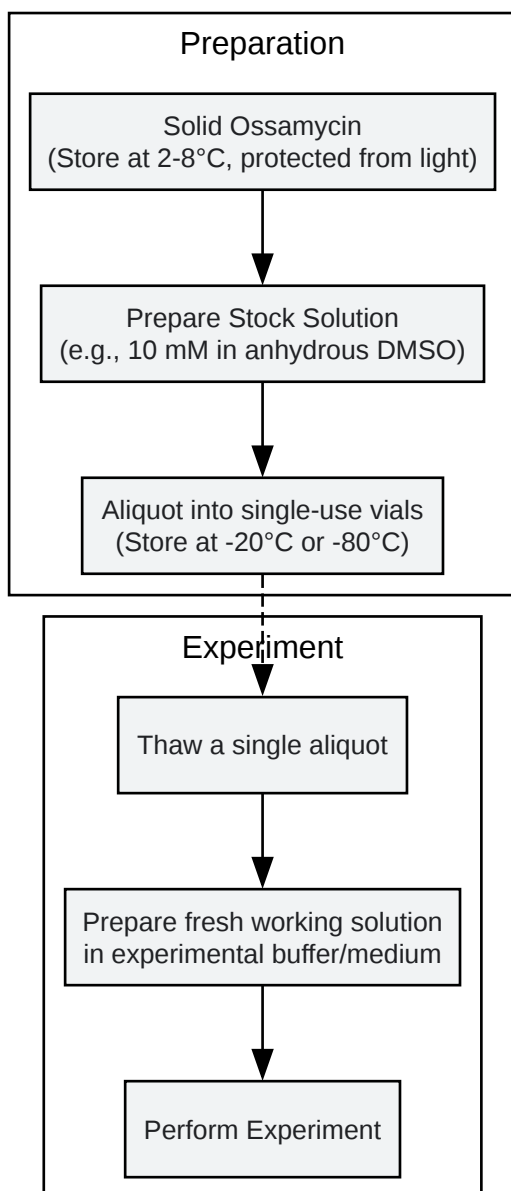 Preparation
Solid Ossamycin
(Store at 2-8°C, protected from light)
Prepare Stock Solution
(e.g., 10 mM in anhydrous DMSO)
Aliquot into single-use vials
(Store at -20°C or -80°C)
Experiment
Thaw a single aliquot
Prepare fresh working solution
in experimental buffer/medium
Perform Experiment